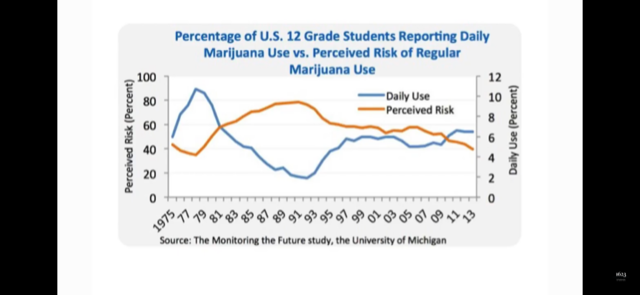 Percentage of U.S. 12 Grade Students Reporting Daily
Marijuana Use vs. Perceived Risk of Regular
Marijuana Use
Perceived Risk (Percent)
100
80
60
40
20
0
Daily Use
Perceived Risk
12
10
8
6
4
2
0
Daily Use (Percent)
1975 77 79 81 83 85 87 89 91 93 95 97 99 01 03 05 07 09 11 13
Source: The Monitoring the Future study, the University of Michigan